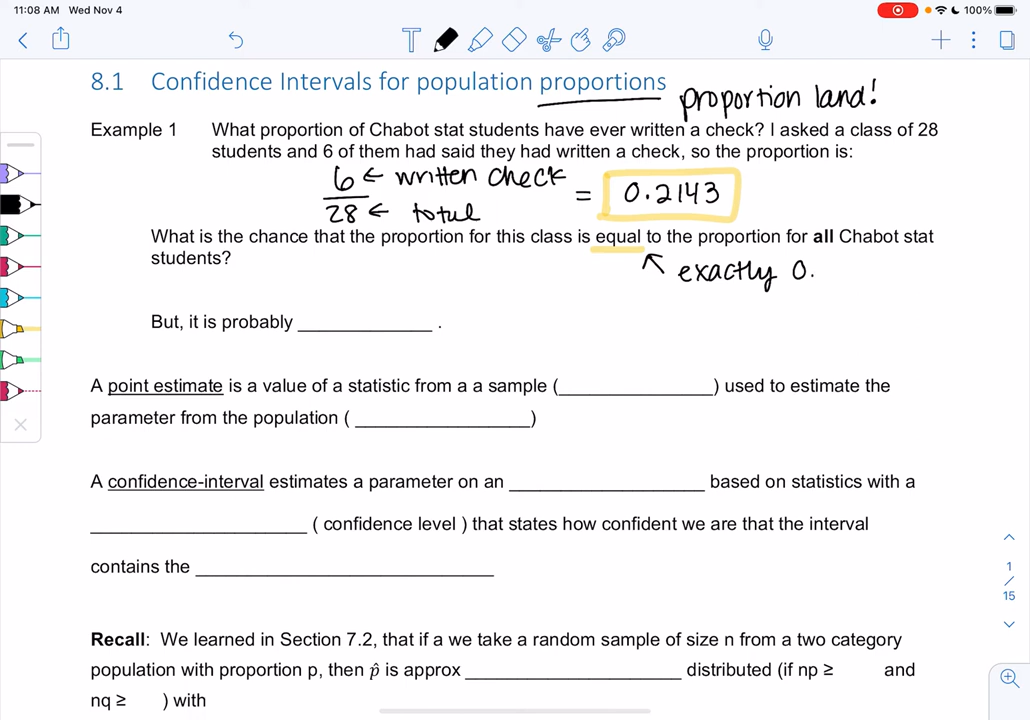 11:08 AM Wed Nov 4
100%
8.1 Confidence Intervals for population proportions
proportion land!
Example 1 What proportion of Chabot stat students have ever written a check? I asked a class of 28
students and 6 of them had said they had written a check, so the proportion is:
6 ← written check
28 ← total
= 0.2143
What is the chance that the proportion for this class is equal to the proportion for all Chabot stat
students?
exactly 0.
But, it is probably _____________ .
A point estimate is a value of a statistic from a a sample (_______________) used to estimate the
parameter from the population ( _________________)
A confidence-interval estimates a parameter on an ___________________ based on statistics with a
_____________________ ( confidence level ) that states how confident we are that the interval
contains the _____________________________
Recall: We learned in Section 7.2, that if a we take a random sample of size n from a two category
population with proportion p, then p̂ is approx _____________________ distributed (if np ≥ and
nq ≥ ) with
1
/
15